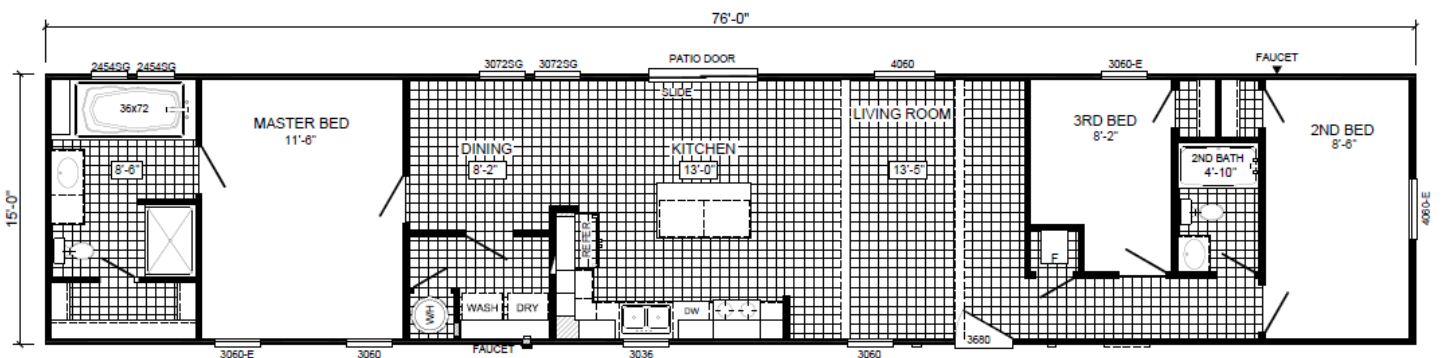 76'-0"
2454SG 2454SG
3072SG 3072SG
PATIO DOOR
4060
3060-E
FAUCET
SLIDE
36x72
MASTER BED
11'-6"
LIVING ROOM
3RD BED
8'-2"
2ND BED
8'-6"
DINING
8'-2"
KITCHEN
13'-0"
13'-5"
8'-6"
2ND BATH
4'-10"
15'-0"
4060-E
REFER.
F
W/H
WASH
DRY
DW
3680
3060-E
3060
FAUCET
3036
3060